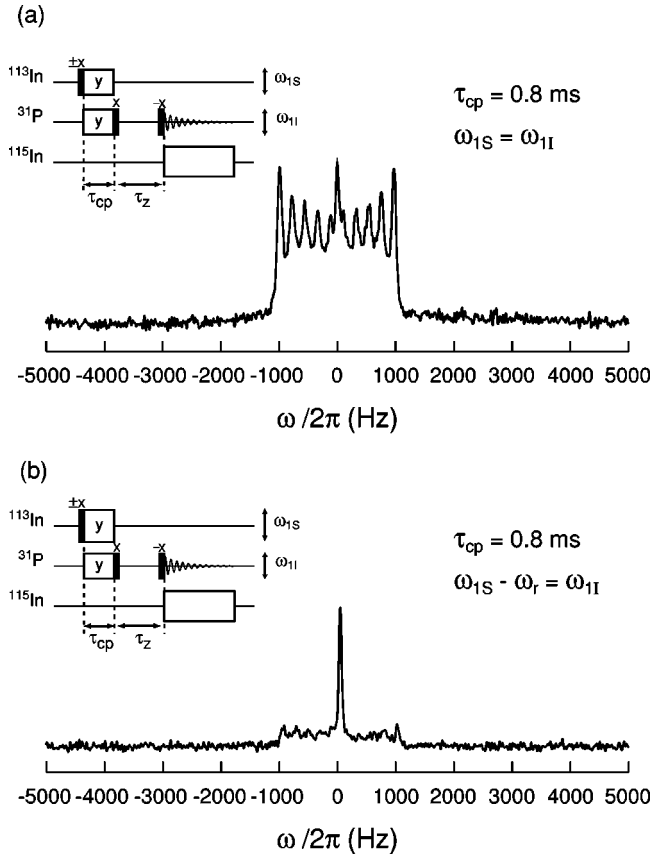 (a)
±x
¹¹³In y ω₁S
x –x
³¹P y ω₁I
¹¹⁵In
τcp τz
τcp = 0.8 ms
ω₁S = ω₁I
-5000 -4000 -3000 -2000 -1000 0 1000 2000 3000 4000 5000
ω/2π (Hz)
(b)
±x
¹¹³In y ω₁S
x –x
³¹P y ω₁I
¹¹⁵In
τcp τz
τcp = 0.8 ms
ω₁S - ωr = ω₁I
-5000 -4000 -3000 -2000 -1000 0 1000 2000 3000 4000 5000
ω/2π (Hz)